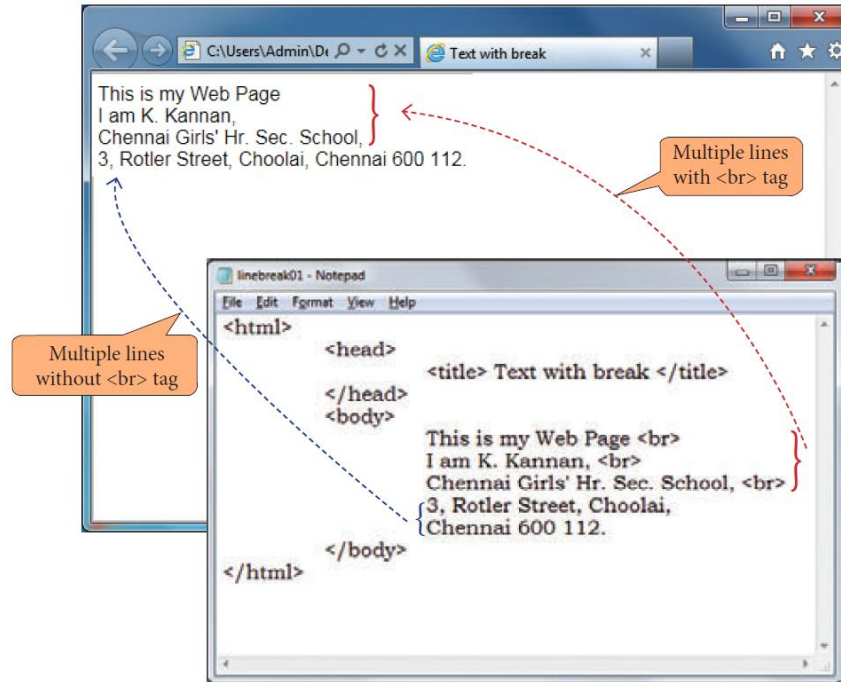 C:\Users\Admin\De
Text with break
This is my Web Page
I am K. Kannan,
Chennai Girls' Hr. Sec. School,
3, Rotler Street, Choolai, Chennai 600 112.
Multiple lines
with <br> tag
Multiple lines
without <br> tag
linebreak01 - Notepad
File Edit Format View Help
<html>
<head>
<title> Text with break </title>
</head>
<body>
This is my Web Page <br>
I am K. Kannan, <br>
Chennai Girls' Hr. Sec. School, <br>
3, Rotler Street, Choolai,
Chennai 600 112.
</body>
</html>